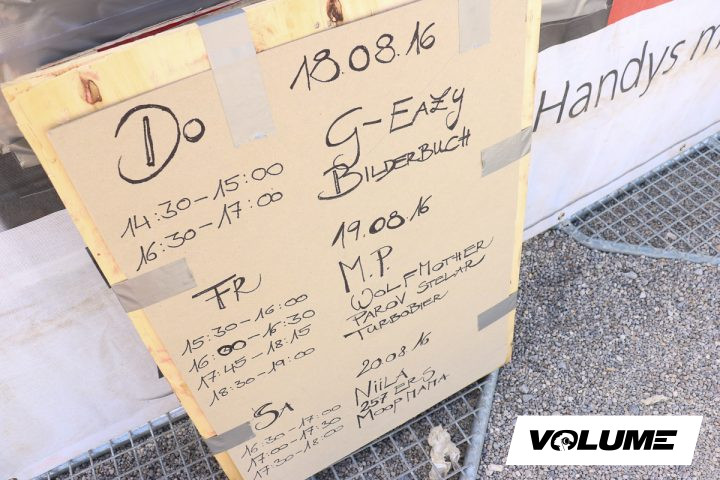 Do 18.08.16
14:30-15:00 G-EAZY
16:30-17:00 BILDERBUCH
FR 19.08.16
15:30-16:00 M.P.
16:00-16:30 WOLFMOTHER
17:45-18:15 PAROV STELAR
18:30-19:00 TURBOBIER
SA 20.08.16
16:30-17:00 NIILA
17:00-17:30 257ERS
17:30-18:00 MOOP MAMA
Handys m
VOLUME